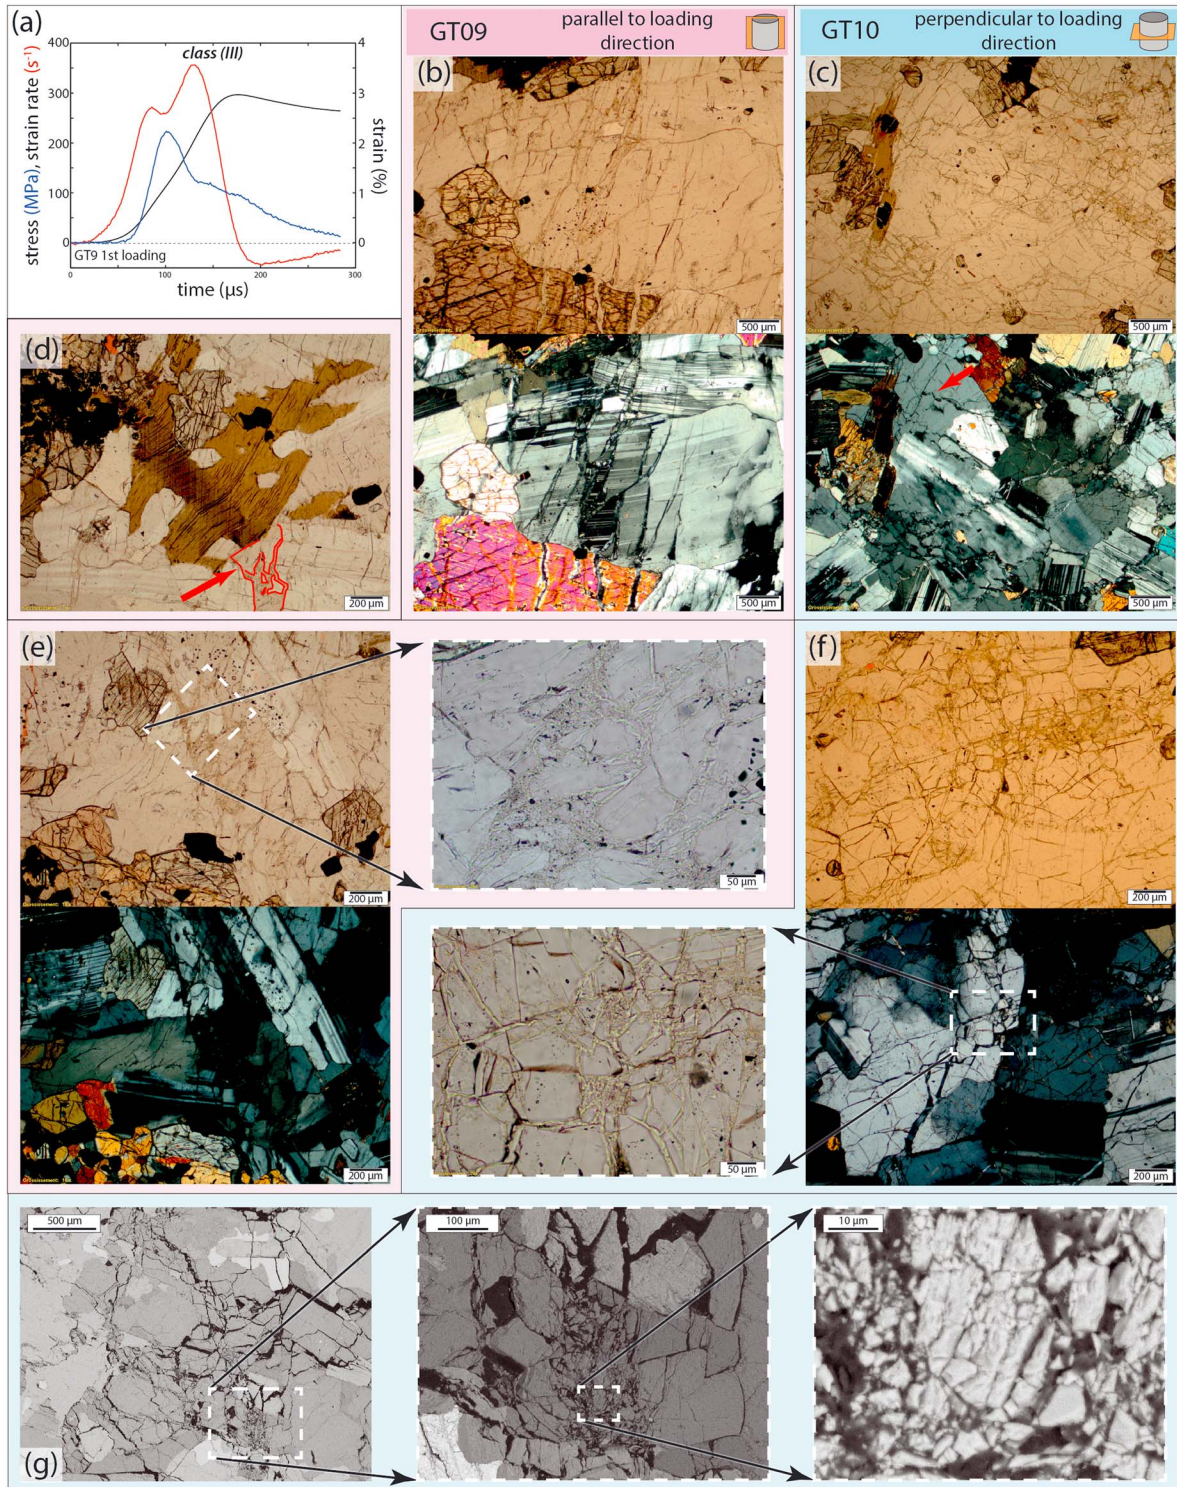 (a)
class (III)
stress (MPa), strain rate (s⁻¹)
400
300
200
100
0
4
3
2
1
0
strain (%)
GT9 1st loading
0
100
200
300
time (µs)
GT09
parallel to loading
direction
GT10
perpendicular to loading
direction
(b)
500 µm
500 µm
(c)
500 µm
500 µm
(d)
200 µm
(e)
200 µm
200 µm
50 µm
50 µm
(f)
200 µm
200 µm
(g)
500 µm
100 µm
10 µm